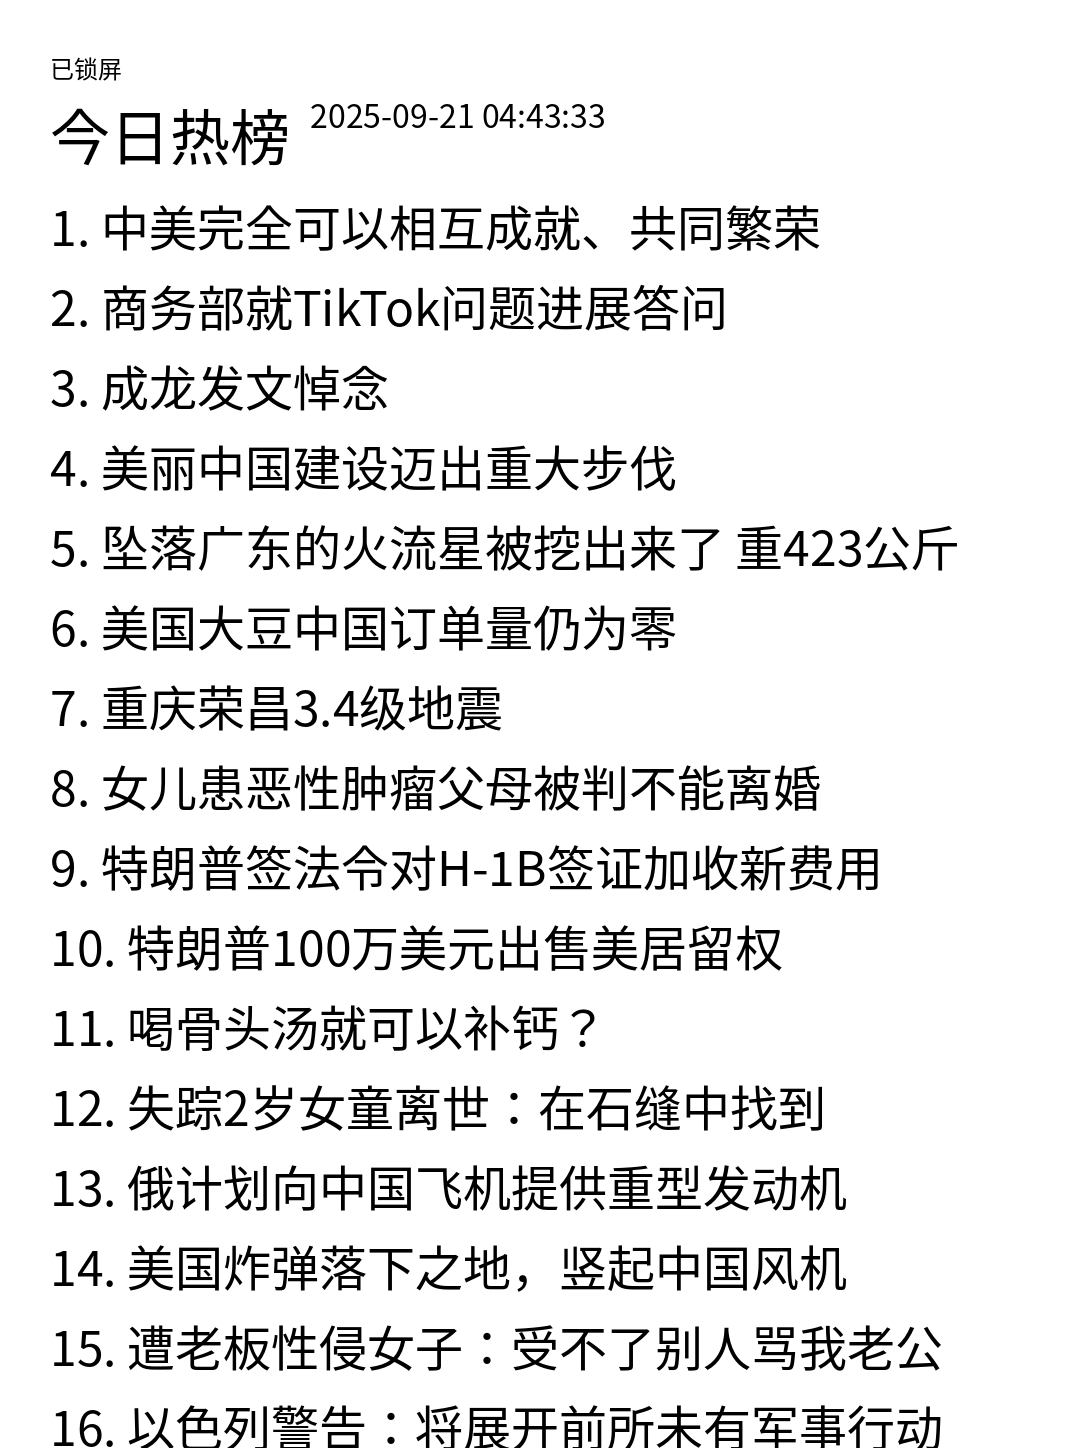 已锁屏
今日热榜 2025-09-21 04:43:33
1. 中美完全可以相互成就、共同繁荣
2. 商务部就TikTok问题进展答问
3. 成龙发文悼念
4. 美丽中国建设迈出重大步伐
5. 坠落广东的火流星被挖出来了 重423公斤
6. 美国大豆中国订单量仍为零
7. 重庆荣昌3.4级地震
8. 女儿患恶性肿瘤父母被判不能离婚
9. 特朗普签法令对H-1B签证加收新费用
10. 特朗普100万美元出售美居留权
11. 喝骨头汤就可以补钙？
12. 失踪2岁女童离世：在石缝中找到
13. 俄计划向中国飞机提供重型发动机
14. 美国炸弹落下之地，竖起中国风机
15. 遭老板性侵女子：受不了别人骂我老公
16. 以色列警告：将展开前所未有军事行动